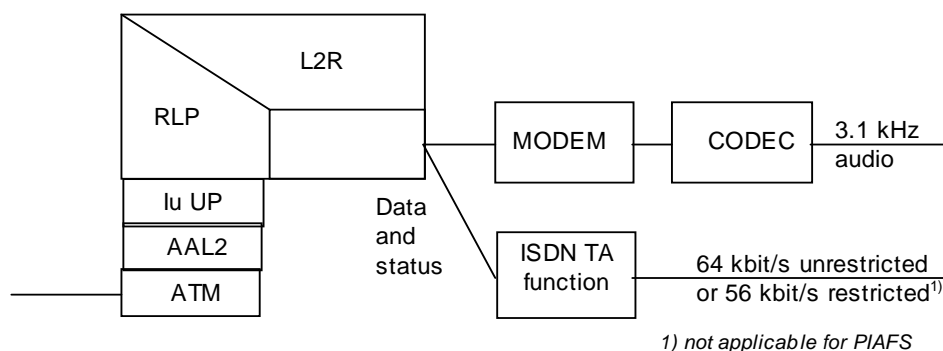 L2R
RLP
MODEM
CODEC
3.1 kHz
audio
Iu UP
AAL2
ATM
Data
and
status
ISDN TA
function
64 kbit/s unrestricted
or 56 kbit/s restricted1)
1) not applicable for PIAFS